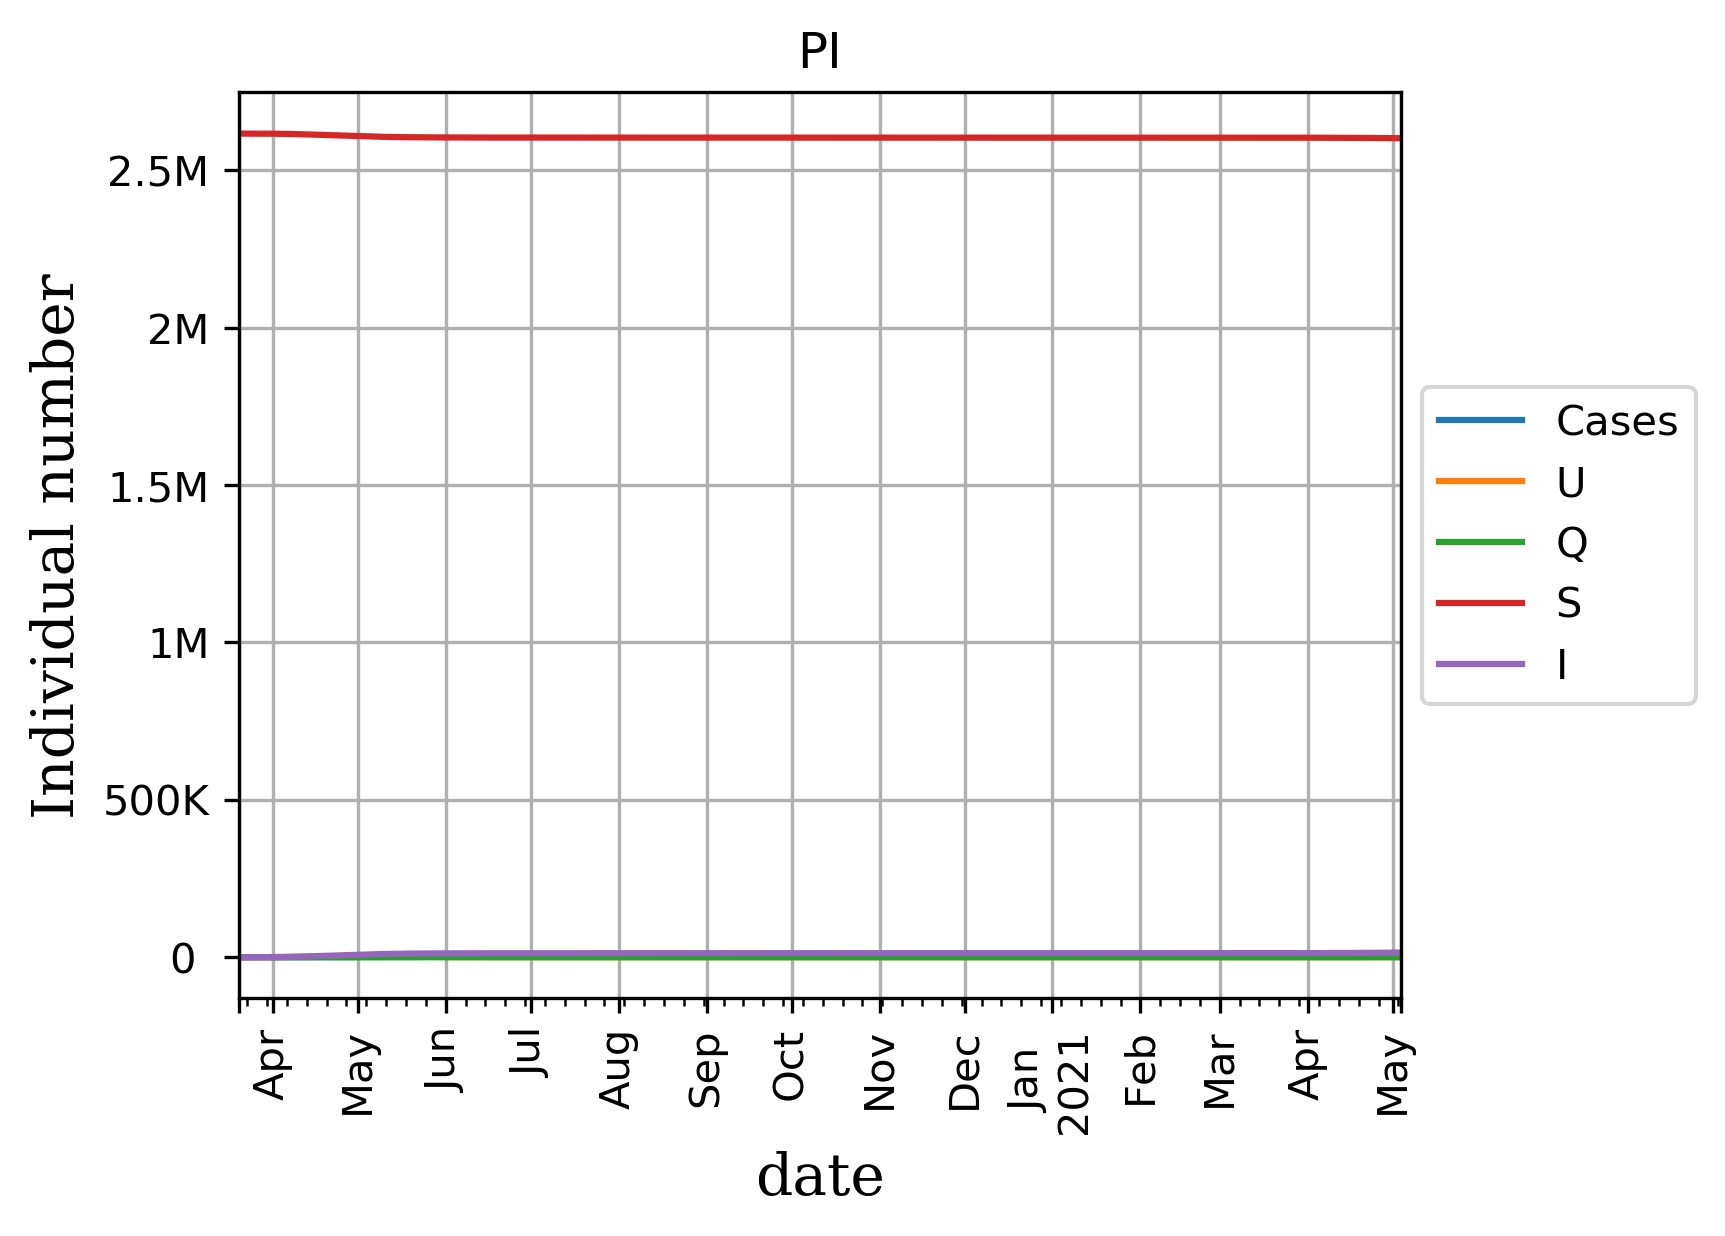 PI
Individual number
2.5M
2M
1.5M
1M
500K
0
Apr
May
Jun
Jul
Aug
Sep
Oct
Nov
Dec
Jan
2021
Feb
Mar
Apr
May
date
Cases
U
Q
S
I